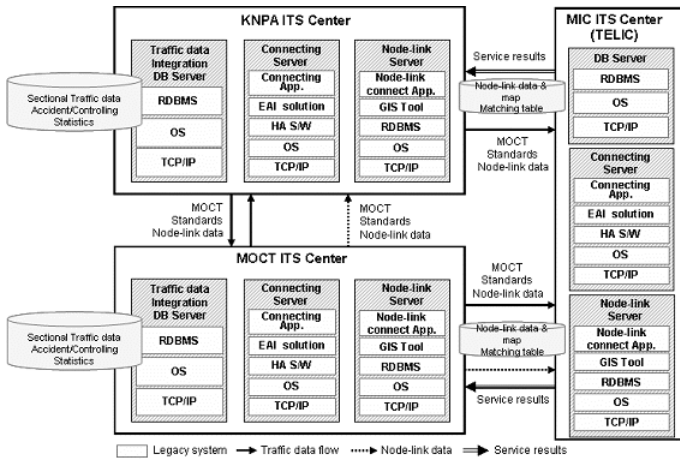 KNPA ITS Center
Traffic data
Integration
DB Server
RDBMS
OS
TCP/IP
Connecting
Server
Connecting
App.
EAI solution
HA S/W
OS
TCP/IP
Node-link
Server
Node-link
connect App.
GIS Tool
RDBMS
OS
TCP/IP
Sectional Traffic data
Accident/Controlling
Statistics
Service results
Node-link data &
map
Matching table
MOCT
Standards
Node-link data
MIC ITS Center
(TELIC)
DB Server
RDBMS
OS
TCP/IP
Connecting
Server
Connecting
App.
EAI solution
HA S/W
OS
TCP/IP
Node-link
Server
Node-link
connect App.
GIS Tool
RDBMS
OS
TCP/IP
MOCT
Standards
Node-link data
MOCT
Standards
Node-link data
MOCT ITS Center
Traffic data
Integration
DB Server
RDBMS
OS
TCP/IP
Connecting
Server
Connecting
App.
EAI solution
HA S/W
OS
TCP/IP
Node-link
Server
Node-link
connect App.
GIS Tool
RDBMS
OS
TCP/IP
Sectional Traffic data
Accident/Controlling
Statistics
MOCT
Standards
Node-link data
Node-link data &
map
Matching table
Service results
Legacy system
Traffic data flow
Node-link data
Service results